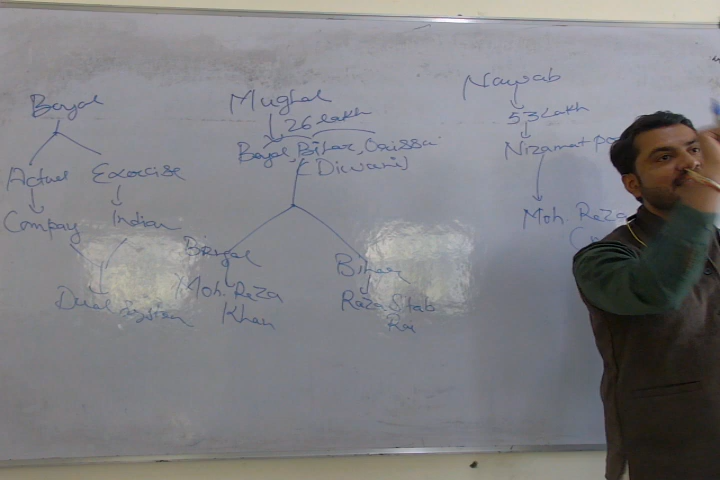 Mughal
Nawab
Bengal
26 lakh
53 Lakh
Bengal, Bihar, Orissa
Nizamat
(Diwani)
Actual Exercise
Company Indian
Moh. Reza
Bengal
Bihar
Dual System
Moh. Reza
Khan
Raza Sitab
Rai